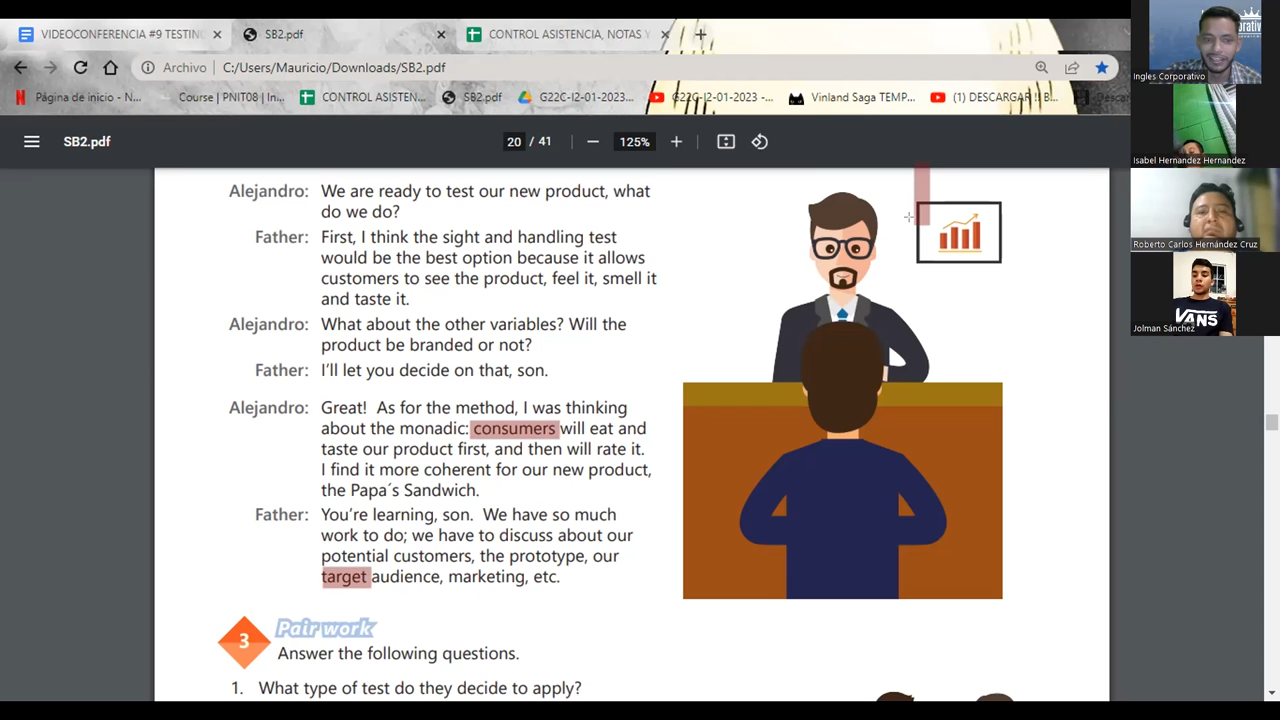 VIDEOCONFERENCIA #9 TESTING
SB2.pdf
CONTROL ASISTENCIA, NOTAS Y
Archivo
C:/Users/Mauricio/Downloads/SB2.pdf
Página de inicio - N...
Course | PNIT08 | In...
CONTROL ASISTEN...
SB2.pdf
G22C-I2-01-2023 -...
G22C-I2-01-2023 -...
Vinland Saga TEMP...
(1) DESCARGAR !! B...
SB2.pdf
20 / 41
125%
Ingles Corporativo
Isabel Hernandez Hernandez
Roberto Carlos Hernández Cruz
VANS
Jolman Sánchez
Alejandro: We are ready to test our new product, what
do we do?
Father: First, I think the sight and handling test
would be the best option because it allows
customers to see the product, feel it, smell it
and taste it.
Alejandro: What about the other variables? Will the
product be branded or not?
Father: I'll let you decide on that, son.
Alejandro: Great! As for the method, I was thinking
about the monadic: consumers will eat and
taste our product first, and then will rate it.
I find it more coherent for our new product,
the Papa´s Sandwich.
Father: You're learning, son. We have so much
work to do; we have to discuss about our
potential customers, the prototype, our
target audience, marketing, etc.
3
Pair work
Answer the following questions.
1. What type of test do they decide to apply?